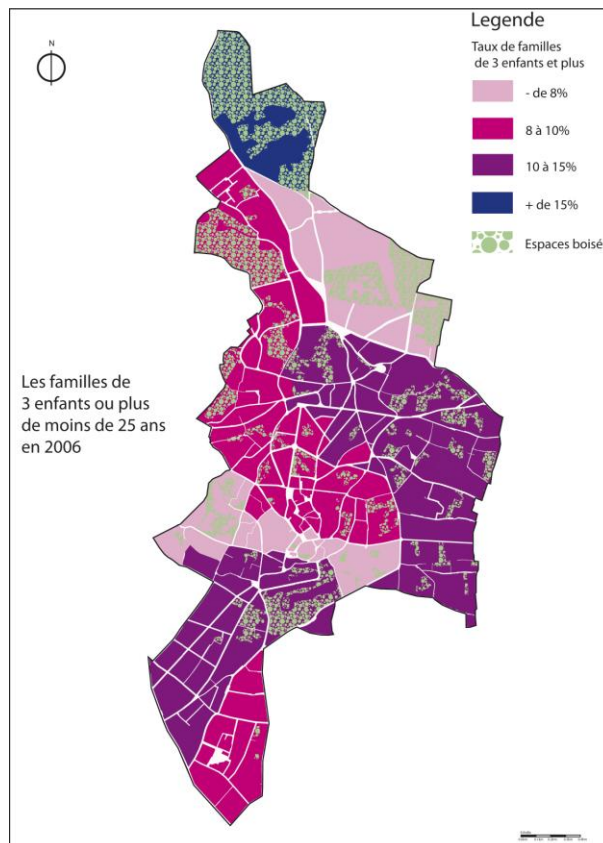 Legende
N
Taux de familles
de 3 enfants et plus
- de 8%
8 à 10%
10 à 15%
+ de 15%
Espaces boisé
Les familles de
3 enfants ou plus
de moins de 25 ans
en 2006